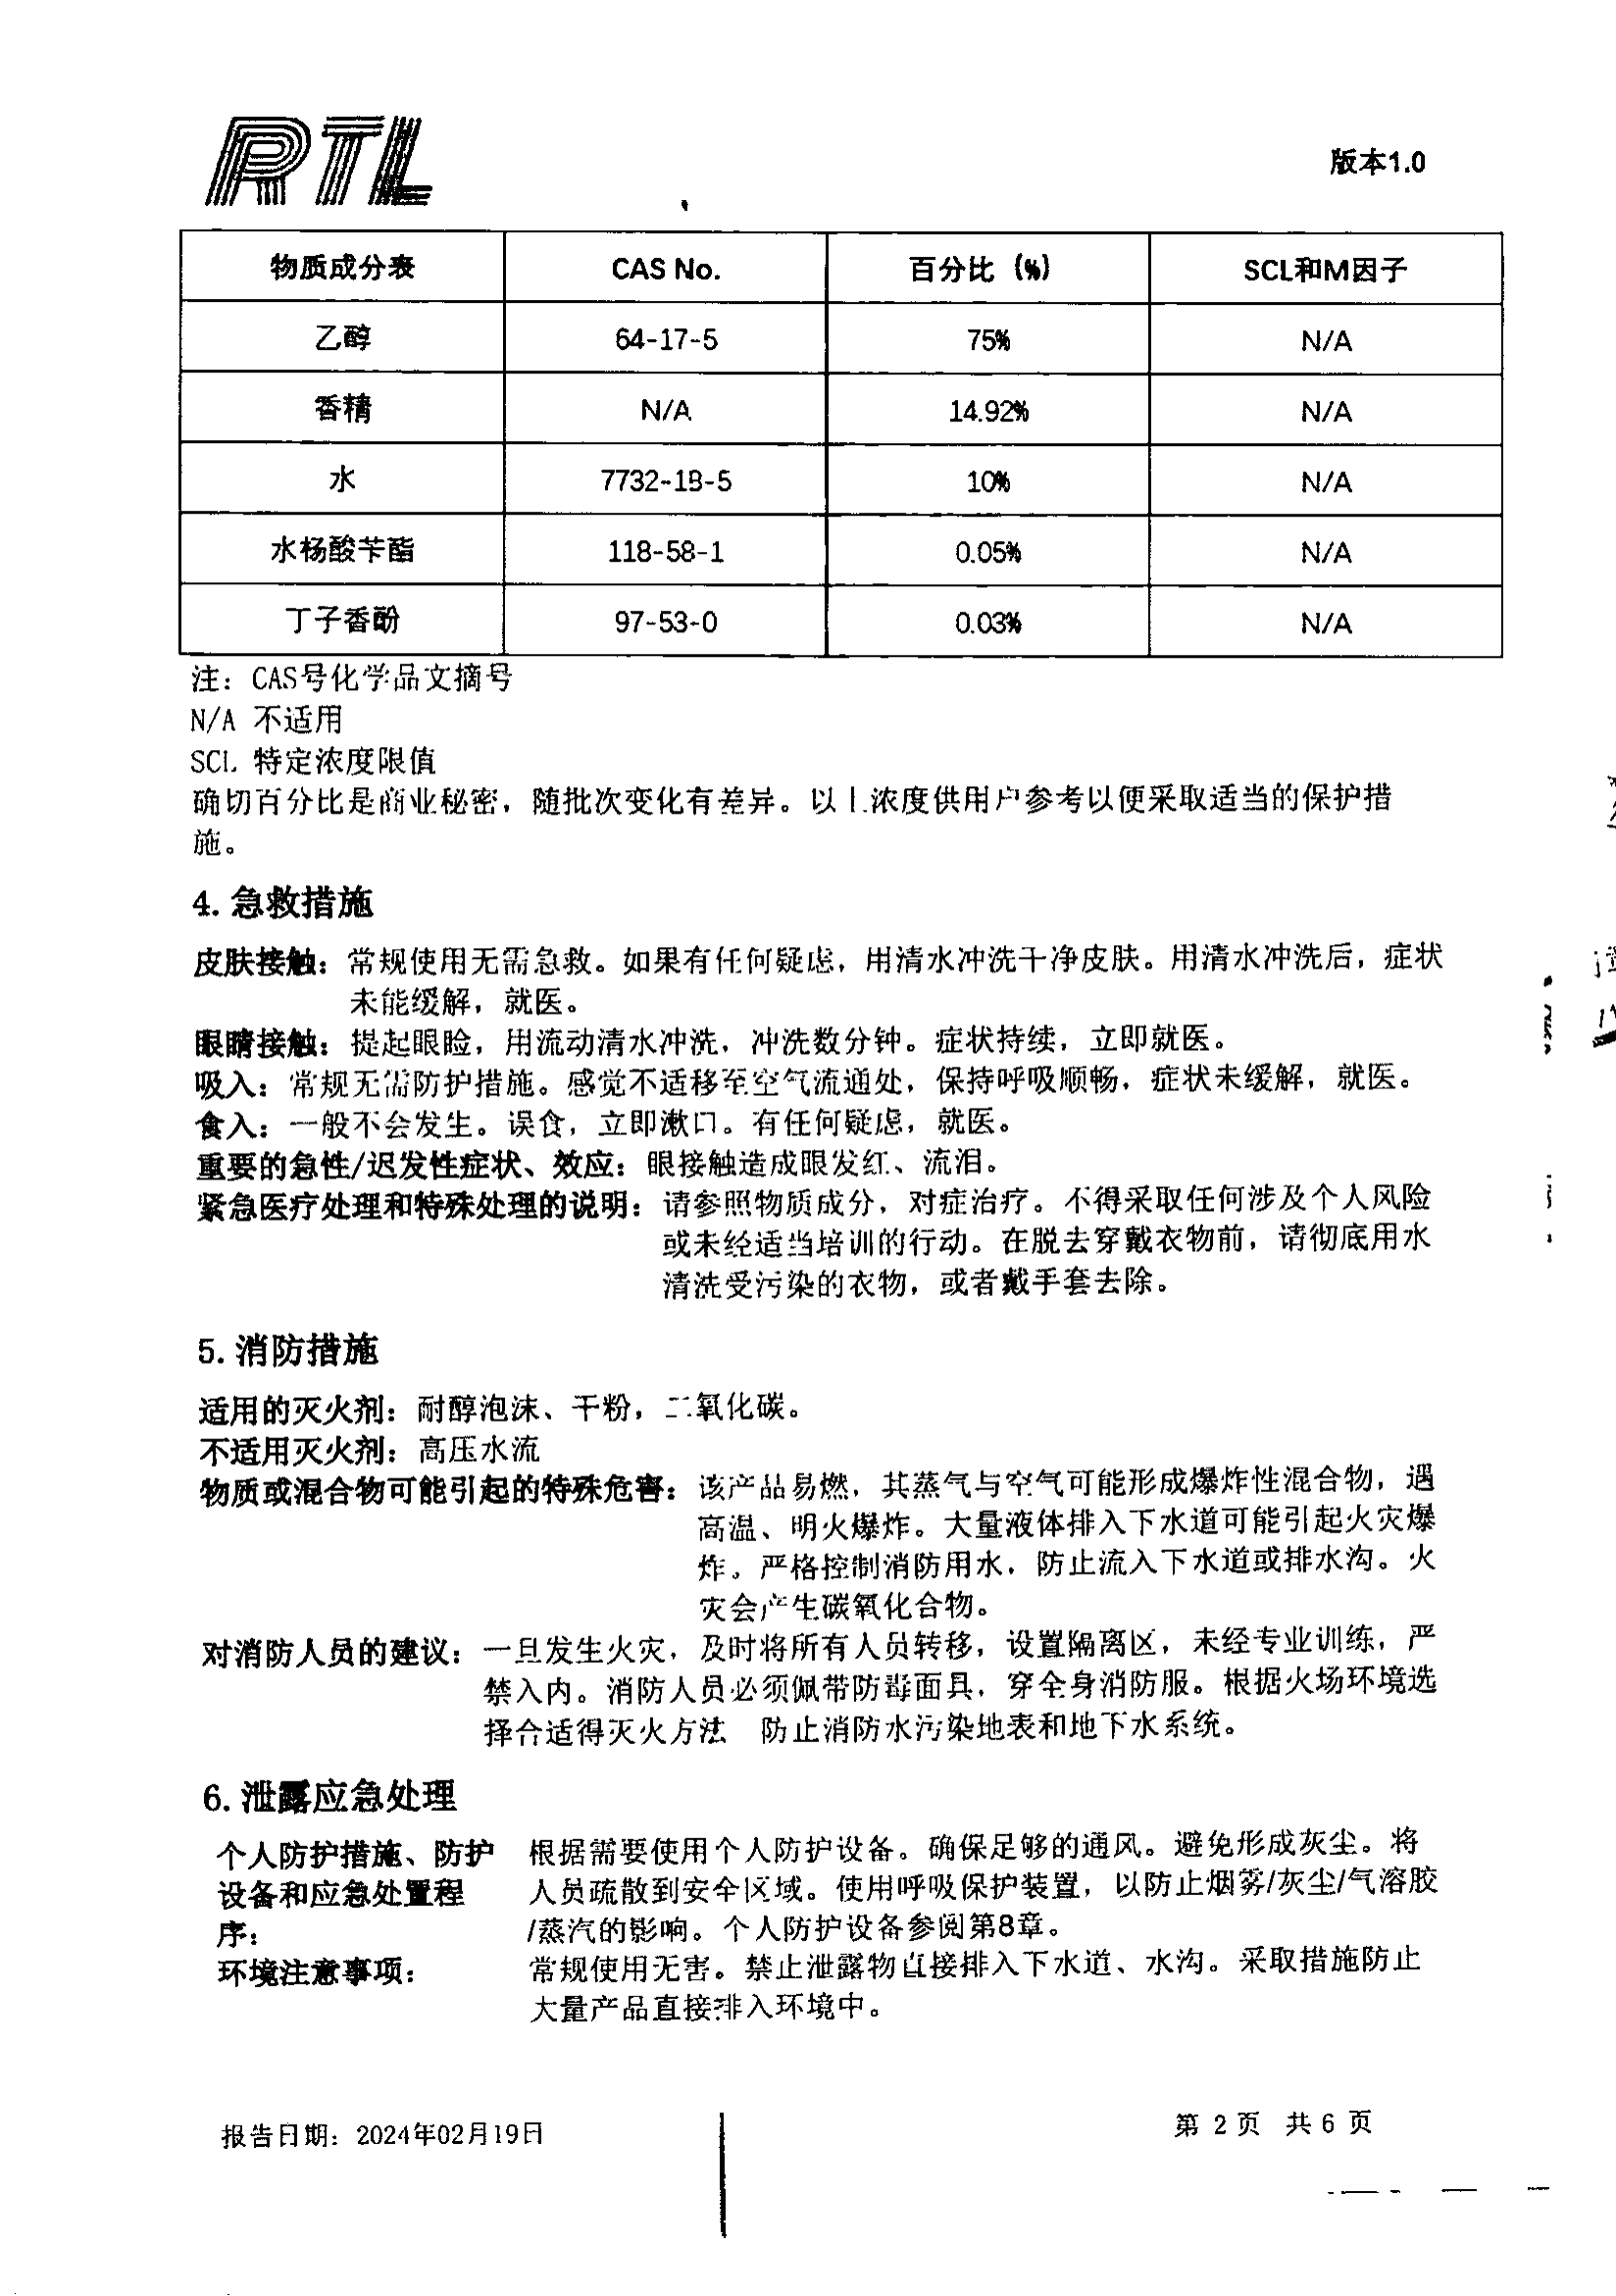 RTL
版本1.0
物质成分表 CAS No. 百分比（%） SCL和M因子
乙醇 64-17-5 75% N/A
香精 N/A 14.92% N/A
水 7732-18-5 10% N/A
水杨酸苄酯 118-58-1 0.05% N/A
丁子香酚 97-53-0 0.03% N/A
注：CAS号化学品文摘号
N/A 不适用
SCL 特定浓度限值
确切百分比是商业秘密，随批次变化有差异。以上浓度供用户参考以便采取适当的保护措
施。
4. 急救措施
皮肤接触：常规使用无需急救。如果有任何疑虑，用清水冲洗干净皮肤。用清水冲洗后，症状
未能缓解，就医。
眼睛接触：提起眼睑，用流动清水冲洗，冲洗数分钟。症状持续，立即就医。
吸入：常规无需防护措施。感觉不适移至空气流通处，保持呼吸顺畅，症状未缓解，就医。
食入：一般不会发生。误食，立即漱口。有任何疑虑，就医。
重要的急性/迟发性症状、效应：眼接触造成眼发红、流泪。
紧急医疗处理和特殊处理的说明：请参照物质成分，对症治疗。不得采取任何涉及个人风险
或未经适当培训的行动。在脱去穿戴衣物前，请彻底用水
清洗受污染的衣物，或者戴手套去除。
5. 消防措施
适用的灭火剂：耐醇泡沫、干粉，二氧化碳。
不适用灭火剂：高压水流
物质或混合物可能引起的特殊危害：该产品易燃，其蒸气与空气可能形成爆炸性混合物，遇
高温、明火爆炸。大量液体排入下水道可能引起火灾爆
炸。严格控制消防用水，防止流入下水道或排水沟。火
灾会产生碳氧化合物。
对消防人员的建议：一旦发生火灾，及时将所有人员转移，设置隔离区，未经专业训练，严
禁入内。消防人员必须佩带防毒面具，穿全身消防服。根据火场环境选
择合适得灭火方法 防止消防水污染地表和地下水系统。
6. 泄露应急处理
个人防护措施、防护 根据需要使用个人防护设备。确保足够的通风。避免形成灰尘。将
设备和应急处置程 人员疏散到安全区域。使用呼吸保护装置，以防止烟雾/灰尘/气溶胶
序： /蒸汽的影响。个人防护设备参阅第8章。
环境注意事项： 常规使用无害。禁止泄露物直接排入下水道、水沟。采取措施防止
大量产品直接排入环境中。
报告日期：2024年02月19日
第 2 页 共 6 页